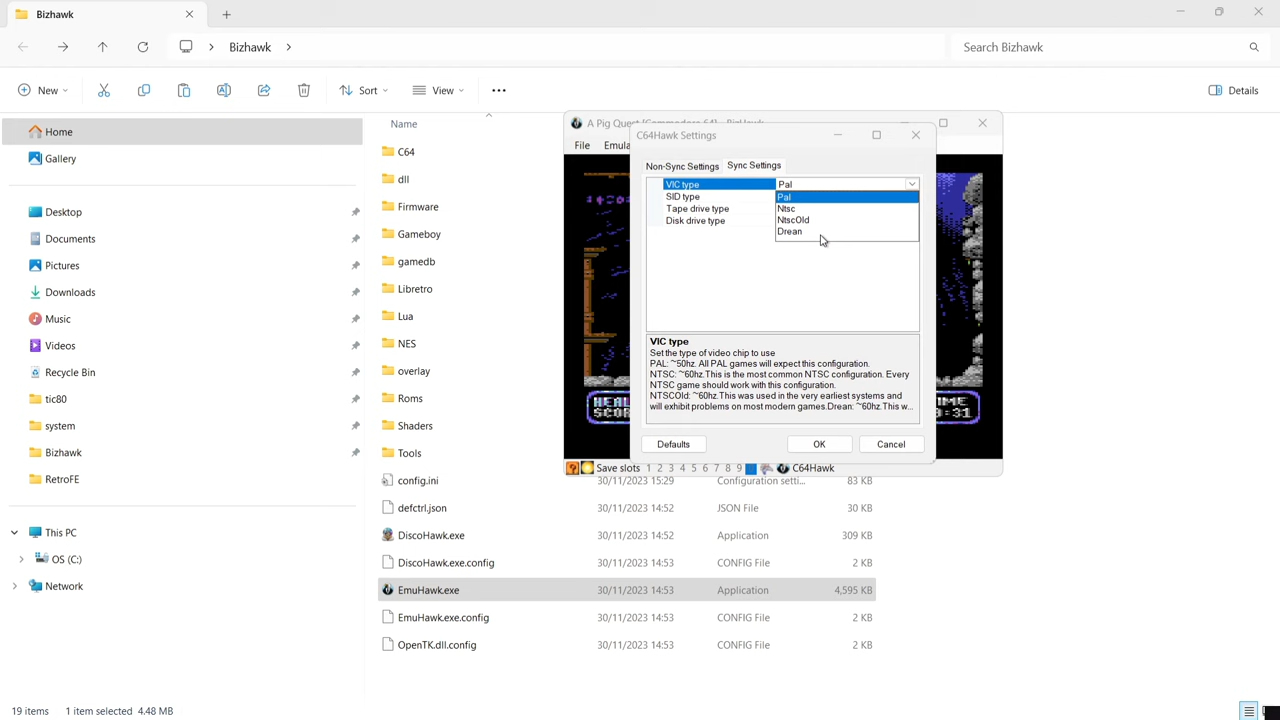 Bizhawk
Bizhawk
Search Bizhawk
New
Sort
View
Details
Home
Gallery
Desktop
Documents
Pictures
Downloads
Music
Videos
Recycle Bin
tic80
system
Bizhawk
RetroFE
This PC
OS (C:)
Network
Name
C64
dll
Firmware
Gameboy
gamedb
Libretro
Lua
NES
overlay
Roms
Shaders
Tools
config.ini 30/11/2023 15:29 Configuration setti... 83 KB
defctrl.json 30/11/2023 14:52 JSON File 30 KB
DiscoHawk.exe 30/11/2023 14:52 Application 309 KB
DiscoHawk.exe.config 30/11/2023 14:53 CONFIG File 2 KB
EmuHawk.exe 30/11/2023 14:53 Application 4,595 KB
EmuHawk.exe.config 30/11/2023 14:53 CONFIG File 2 KB
OpenTK.dll.config 30/11/2023 14:53 CONFIG File 2 KB
A Pig
File Emula
C64Hawk Settings
Non-Sync Settings Sync Settings
VIC type Pal
SID type
Tape drive type
Disk drive type
Pal
Ntsc
NtscOld
Drean
VIC type
Set the type of video chip to use
PAL: ~50hz. All PAL games will expect this configuration.
NTSC: ~60hz.This is the most common NTSC configuration. Every
NTSC game should work with this configuration.
NTSCOld: ~60hz.This was used in the very earliest systems and
will exhibit problems on most modern games.Drean: ~60hz.This w...
Defaults OK Cancel
Save slots 1 2 3 4 5 6 7 8 9 C64Hawk
19 items 1 item selected 4.48 MB